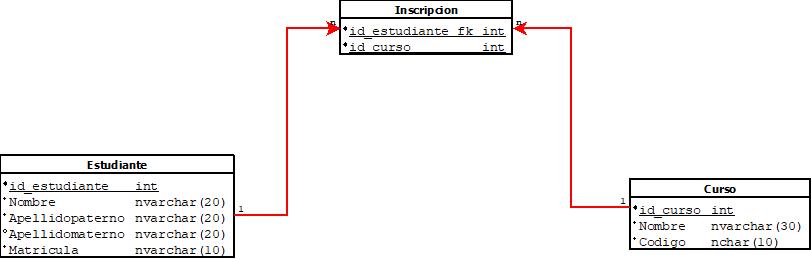 Inscripcion
n
n
id_estudiante_fk int
id_curso int
Estudiante
id_estudiante int
Nombre nvarchar(20)
Apellidopaterno nvarchar(20)
Apellidomaterno nvarchar(20)
Matricula nvarchar(10)
1
Curso
1
id_curso int
Nombre nvarchar(30)
Codigo nchar(10)